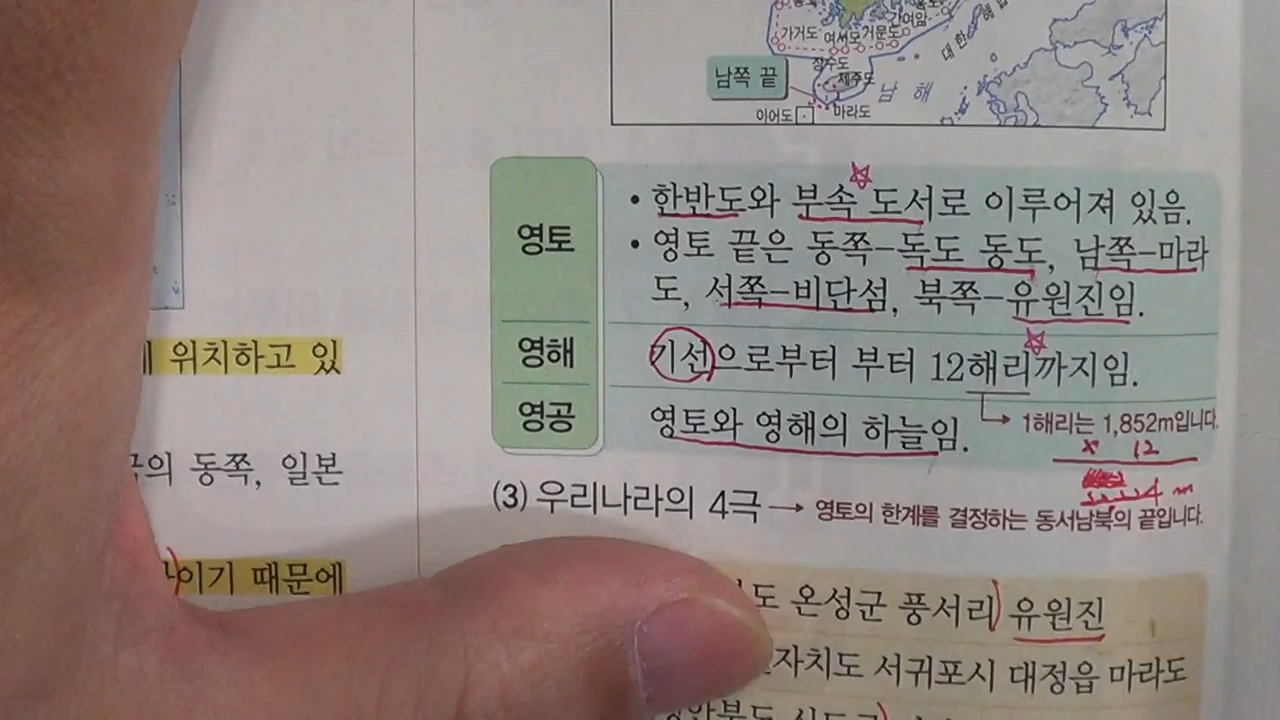 가거도 여서도 거문도
간여암
장수도
제주도
대한해협
남쪽 끝
남 해
이어도
마라도
영토
• 한반도와 부속 도서로 이루어져 있음.
• 영토 끝은 동쪽-독도 동도, 남쪽-마라
도, 서쪽-비단섬, 북쪽-유원진임.
영해
기선으로부터 부터 12해리까지임.
1해리는 1,852m입니다.
× 12
m
영공
영토와 영해의 하늘임.
(3) 우리나라의 4극 → 영토의 한계를 결정하는 동서남북의 끝입니다.
도 온성군 풍서리 유원진
자치도 서귀포시 대정읍 마라도
위치하고 있
의 동쪽, 일본
이기 때문에